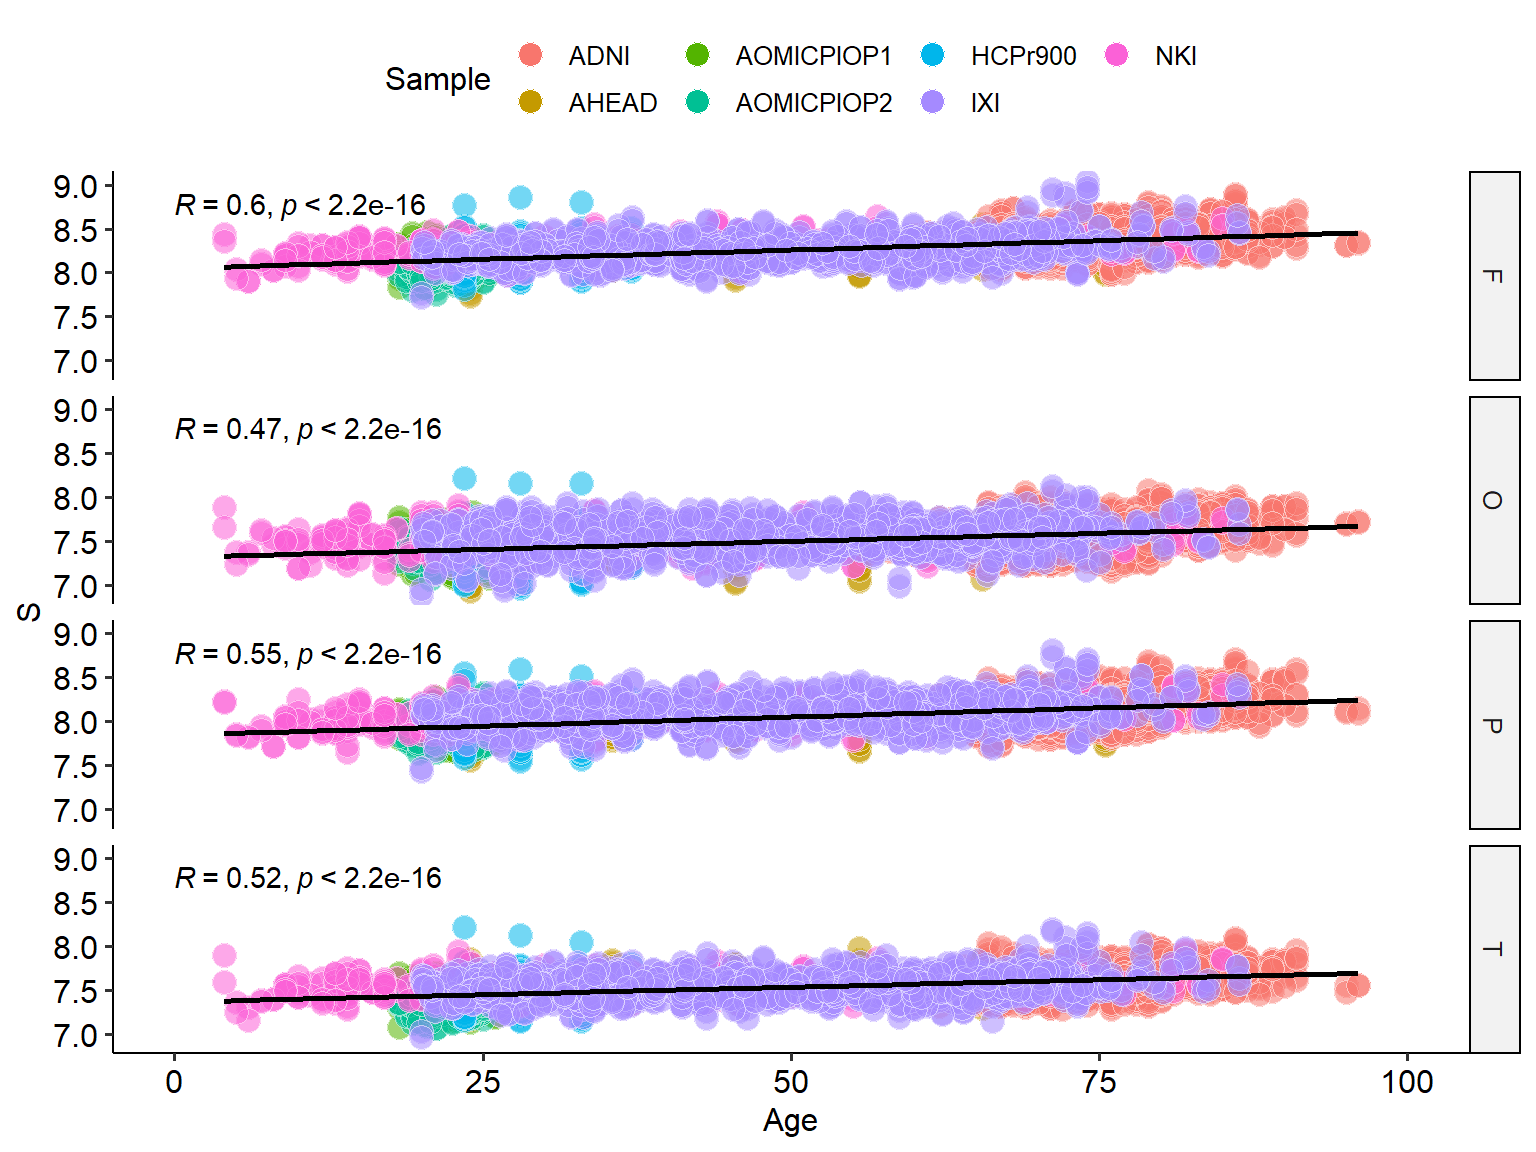 Sample
ADNI AOMICPIOP1 HCPr900 NKI
AHEAD AOMICPIOP2 IXI
R = 0.6, p < 2.2e-16
9.0
8.5
8.0
7.5
7.0
F
R = 0.47, p < 2.2e-16
9.0
8.5
8.0
7.5
7.0
O
S
R = 0.55, p < 2.2e-16
9.0
8.5
8.0
7.5
7.0
P
R = 0.52, p < 2.2e-16
9.0
8.5
8.0
7.5
7.0
T
0 25 50 75 100
Age